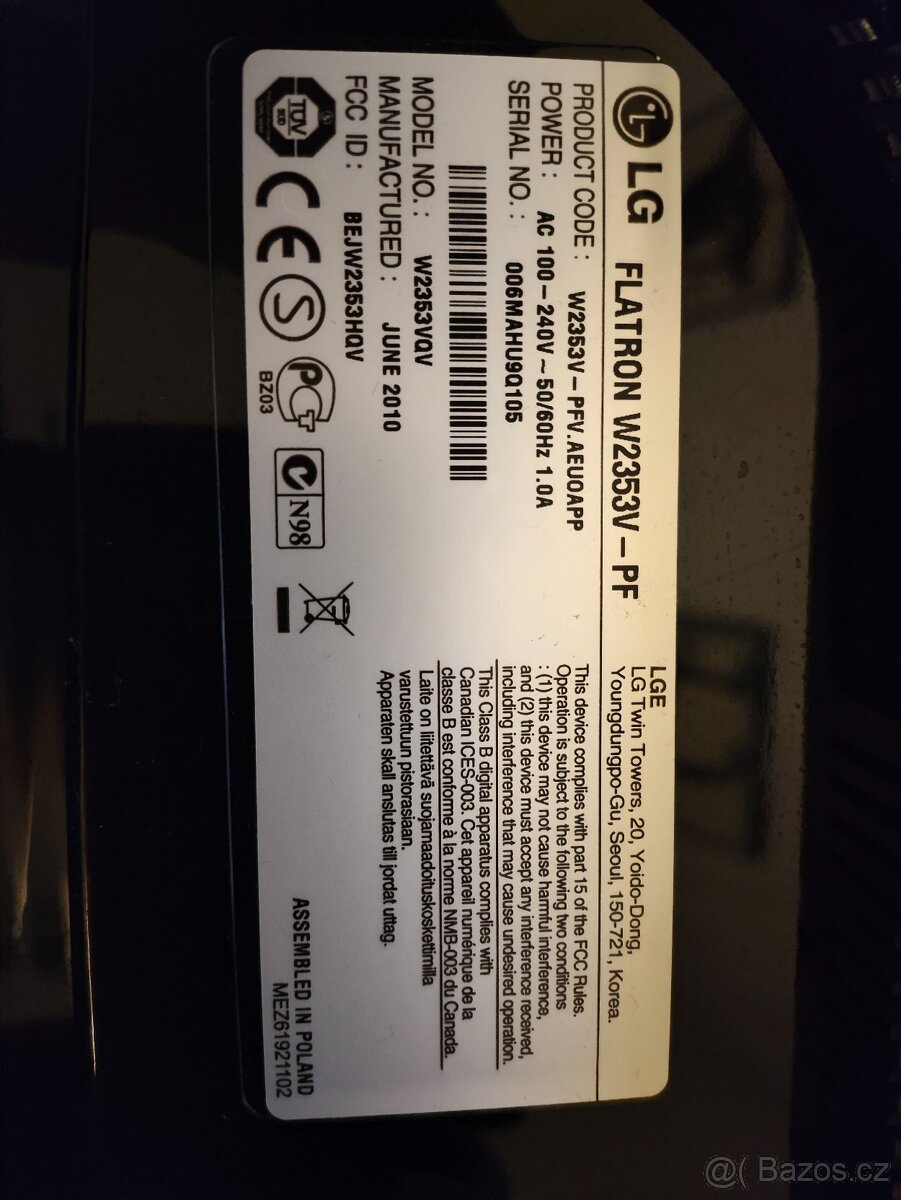 LG FLATRON W2353V-PF
PRODUCT CODE : W2353V-PFV.AEUOAPP
POWER : AC 100-240V~50/60Hz 1.0A
SERIAL NO. : 006MAHU9Q105
MODEL NO. : W2353VQV
MANUFACTURED : JUNE 2010
FCC ID : BEJW2353HQV
TÜV
SÜD
CE
S
PCT
BZ03
N98
LGE
LG Twin Towers, 20, Yoido-Dong,
Youngdungpo-Gu, Seoul, 150-721, Korea.
This device complies with part 15 of the FCC Rules.
Operation is subject to the following two conditions
: (1) this device may not cause harmful interference,
and (2) this device must accept any interference received,
including interference that may cause undesired operation.
This Class B digital apparatus complies with
Canadian ICES-003. Cet appareil numérique de la
classe B est conforme à la norme NMB-003 du Canada.
Laite on liitettävä suojamaadoituskoskettimilla
varustettuun pistorasiaan.
Apparaten skall anslutas till jordat uttag.
ASSEMBLED IN POLAND
MEZ61921102
@( Bazos.cz